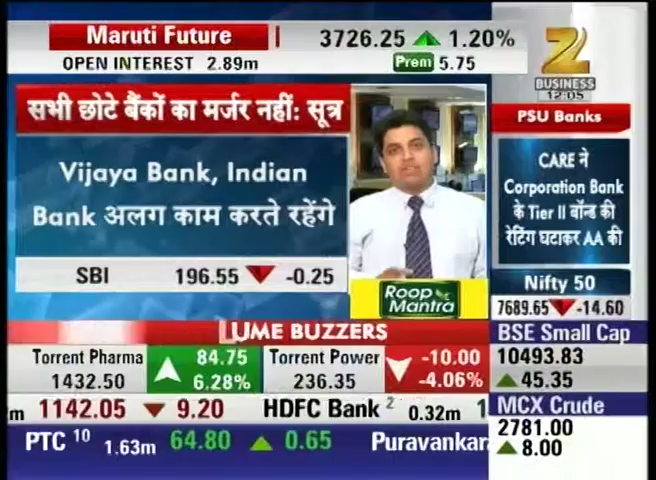 Maruti Future
3726.25 1.20%
OPEN INTEREST 2.89m
Prem 5.75
Z
BUSINESS
12:05
सभी छोटे बैंकों का मर्जर नहीं: सूत्र
Vijaya Bank, Indian
Bank अलग काम करते रहेंगे
SBI 196.55 -0.25
Roop
Mantra
PSU Banks
CARE ने
Corporation Bank
के Tier II बॉन्ड की
रेटिंग घटाकर AA की
Nifty 50
7689.65 -14.60
LUME BUZZERS
Torrent Pharma 84.75
1432.50 6.28%
Torrent Power -10.00
236.35 -4.06%
BSE Small Cap
10493.83
45.35
m 1142.05 9.20 HDFC Bank 2 0.32m 1
MCX Crude
2781.00
8.00
PTC 10 1.63m 64.80 0.65 Puravankar